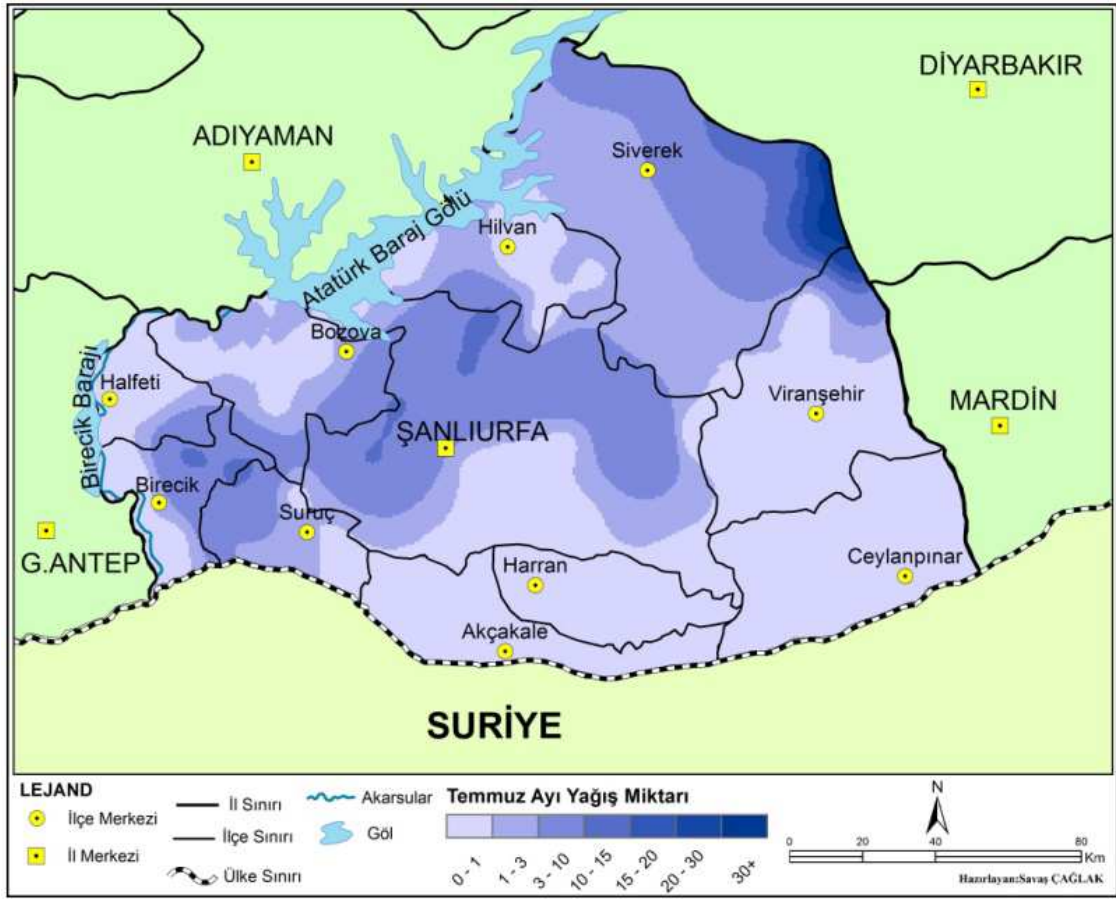 DİYARBAKIR
ADIYAMAN
Siverek
Atatürk Baraj Gölü
Hilvan
Bozova
Birecik Barajı
Halfeti
Viranşehir
MARDİN
ŞANLIURFA
Birecik
Suruç
G.ANTEP
Harran
Ceylanpınar
Akçakale
SURİYE
LEJAND
İlçe Merkezi
İl Merkezi
İl Sınırı
İlçe Sınırı
Ülke Sınırı
Akarsular
Göl
Temmuz Ayı Yağış Miktarı
0 - 1
1 - 3
3 - 10
10 - 15
15 - 20
20 - 30
30+
N
0 20 40 80
Km
Hazırlayan:Savaş ÇAĞLAK